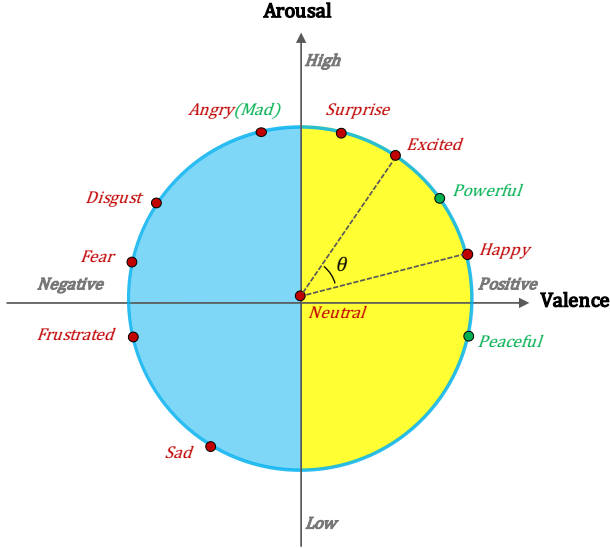 Arousal
High
Angry(Mad)
Surprise
Excited
Disgust
Powerful
Fear
θ
Happy
Negative
Positive
Valence
Neutral
Frustrated
Peaceful
Sad
Low